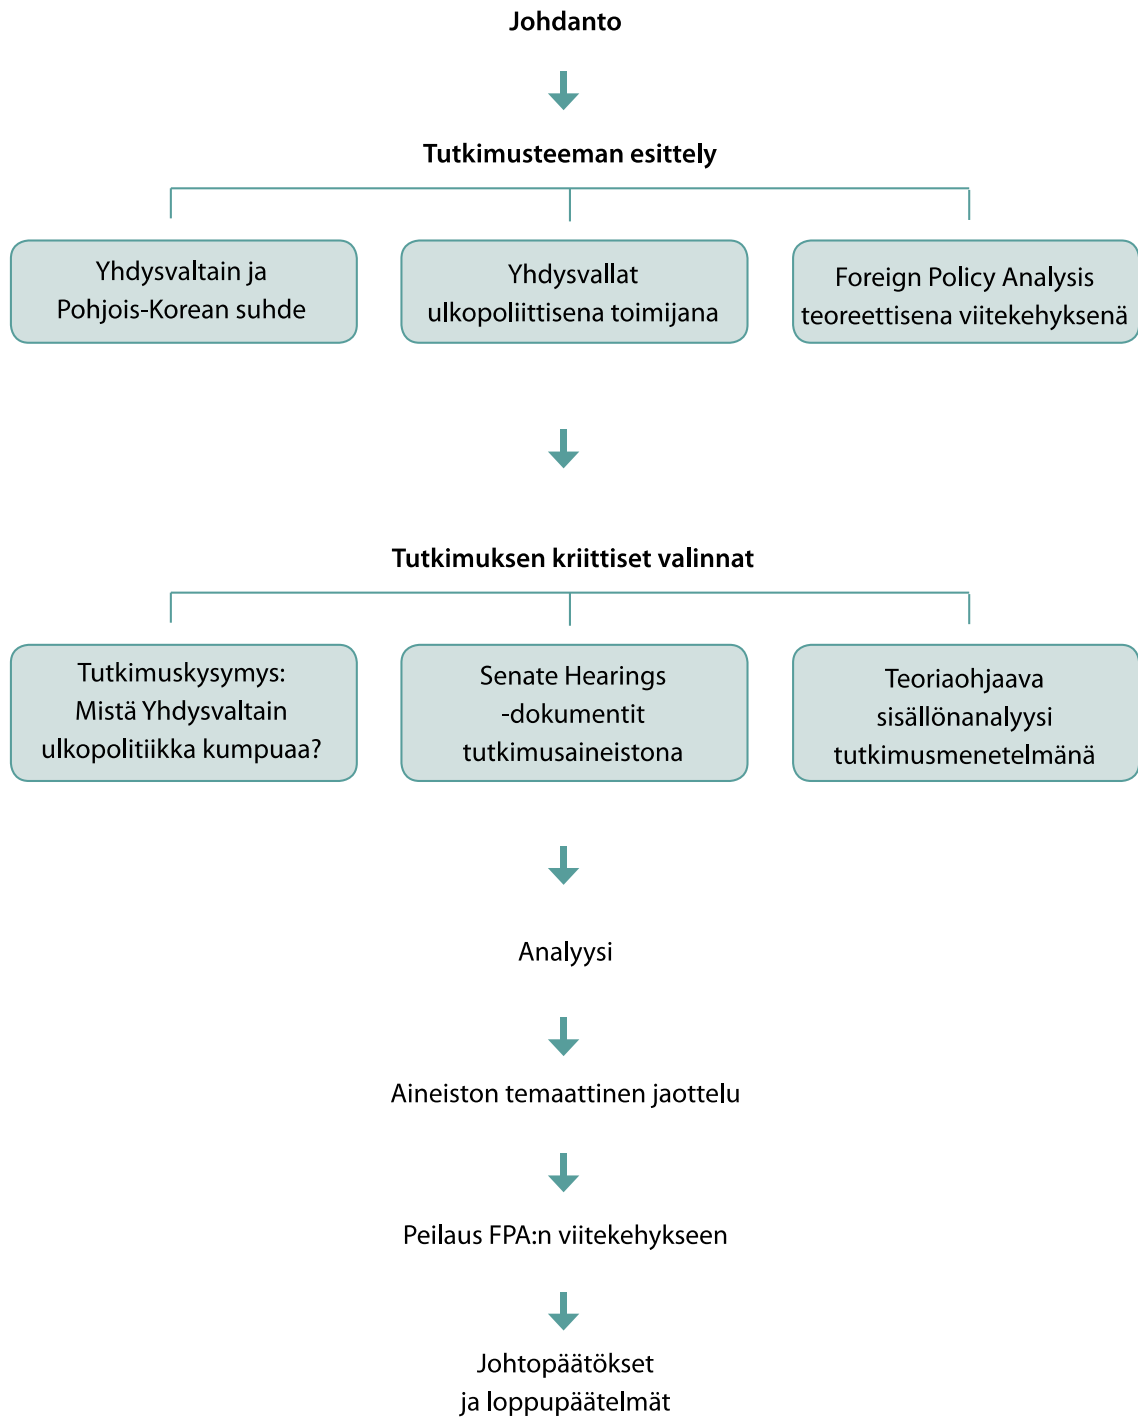 Johdanto
Tutkimusteeman esittely
Yhdysvaltain ja
Pohjois-Korean suhde
Yhdysvallat
ulkopoliittisena toimijana
Foreign Policy Analysis
teoreettisena viitekehyksenä
Tutkimuksen kriittiset valinnat
Tutkimuskysymys:
Mistä Yhdysvaltain
ulkopolitiikka kumpuaa?
Senate Hearings
-dokumentit
tutkimusaineistona
Teoriaohjaava
sisällönanalyysi
tutkimusmenetelmänä
Analyysi
Aineiston temaattinen jaottelu
Peilaus FPA:n viitekehykseen
Johtopäätökset
ja loppupäätelmät